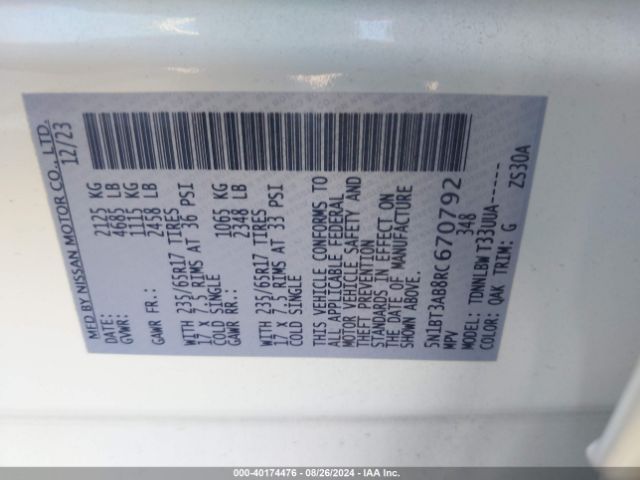 MFD BY NISSAN MOTOR CO., LTD.
DATE: 12/23
GVWR: 2125 KG
4685 LB
GAWR FR.: 1115 KG
2458 LB
WITH 235/65R17 TIRES
17 X 7.5 RIMS AT 36 PSI
COLD SINGLE
GAWR RR.: 1065 KG
2348 LB
WITH 235/65R17 TIRES
17 X 7.5 RIMS AT 33 PSI
COLD SINGLE
THIS VEHICLE CONFORMS TO
ALL APPLICABLE FEDERAL
MOTOR VEHICLE SAFETY AND
THEFT PREVENTION
STANDARDS IN EFFECT ON
THE DATE OF MANUFACTURE
SHOWN ABOVE.
5N1BT3AB8RC670792
MPV 348
MODEL: TDNNLBW T33UUA------
COLOR: QAK TRIM: G ZS30A
000-40174476 - 08/26/2024 - IAA Inc.